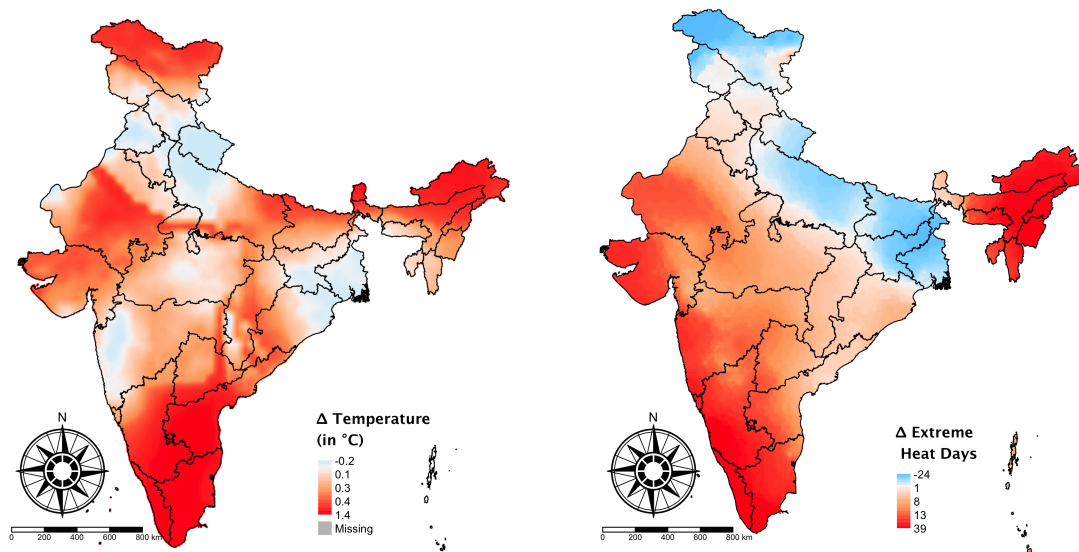 N
Δ Temperature
(in °C)
-0.2
0.1
0.3
0.4
1.4
Missing
0 200 400 600 800 km
N
Δ Extreme
Heat Days
-24
1
8
13
39
0 200 400 600 800 km